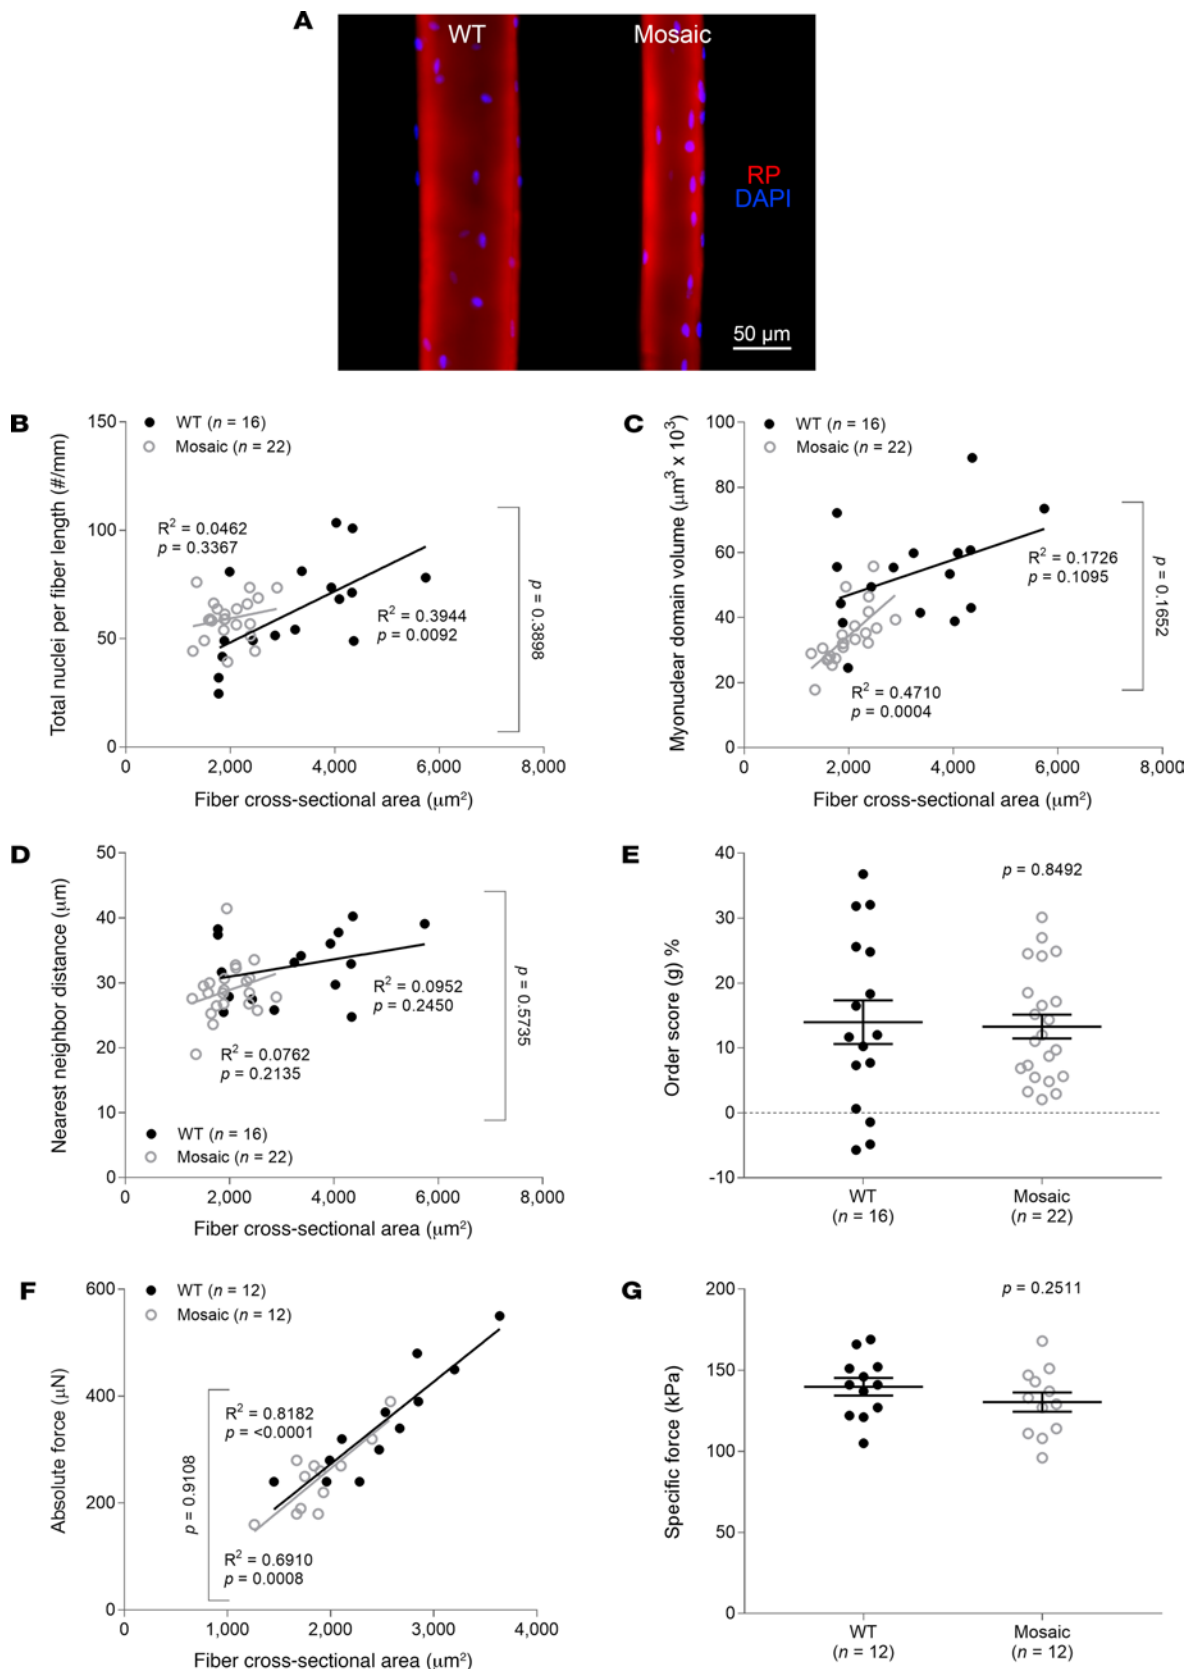 A
WT
Mosaic
RP
DAPI
50 µm
B
WT (n = 16)
Mosaic (n = 22)
Total nuclei per fiber length (#/mm)
150
100
50
0
R² = 0.0462
p = 0.3367
R² = 0.3944
p = 0.0092
p = 0.3898
0
2,000
4,000
6,000
8,000
Fiber cross-sectional area (µm²)
C
WT (n = 16)
Mosaic (n = 22)
Myonuclear domain volume (µm³ x 10³)
100
80
60
40
20
0
R² = 0.1726
p = 0.1095
R² = 0.4710
p = 0.0004
p = 0.1652
0
2,000
4,000
6,000
8,000
Fiber cross-sectional area (µm²)
D
Nearest neighbor distance (µm)
50
40
30
20
10
0
R² = 0.0952
p = 0.2450
R² = 0.0762
p = 0.2135
p = 0.5735
WT (n = 16)
Mosaic (n = 22)
0
2,000
4,000
6,000
8,000
Fiber cross-sectional area (µm²)
E
Order score (g) %
40
30
20
10
0
-10
p = 0.8492
WT
(n = 16)
Mosaic
(n = 22)
F
WT (n = 12)
Mosaic (n = 12)
Absolute force (µN)
600
400
200
0
R² = 0.8182
p = <0.0001
p = 0.9108
R² = 0.6910
p = 0.0008
0
1,000
2,000
3,000
4,000
Fiber cross-sectional area (µm²)
G
Specific force (kPa)
200
150
100
50
0
p = 0.2511
WT
(n = 12)
Mosaic
(n = 12)